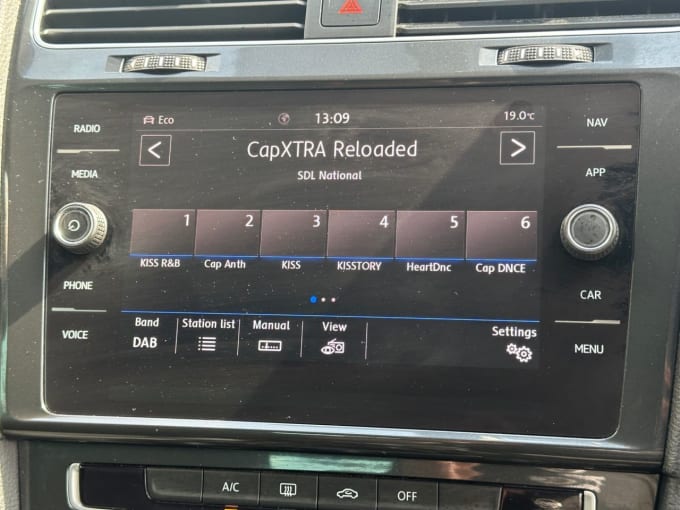 Eco 13:09 19.0°C
RADIO NAV
CapXTRA Reloaded
< >
MEDIA SDL National APP
1 2 3 4 5 6
KISS R&B Cap Anth KISS KISSTORY HeartDnc Cap DNCE
PHONE CAR
Band Station list Manual View Settings
VOICE DAB MENU
A/C OFF